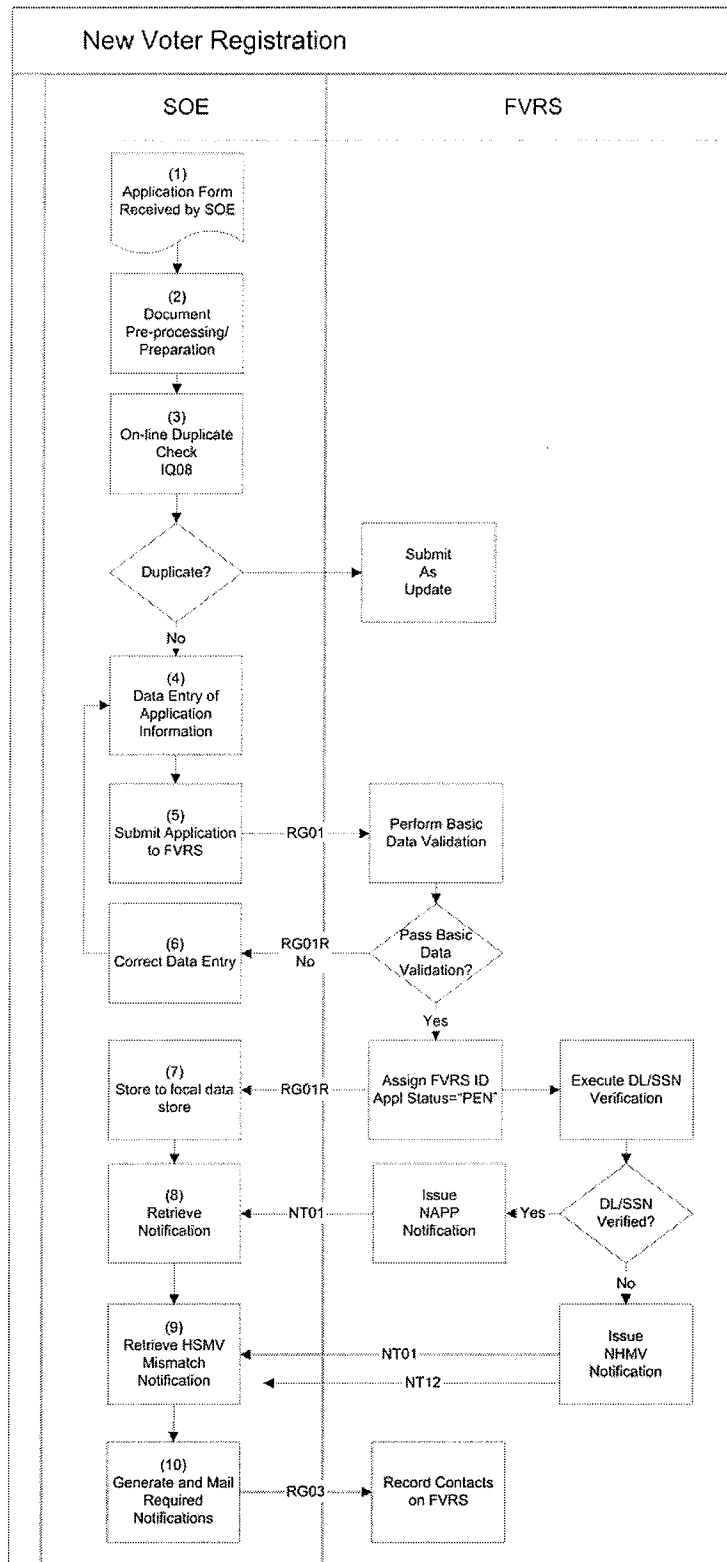 New Voter Registration
SOE
FVRS
(1)
Application Form
Received by SOE
(2)
Document
Pre-processing/
Preparation
(3)
On-line Duplicate
Check
IQ08
Duplicate?
Submit
As
Update
No
(4)
Data Entry of
Application
Information
(5)
Submit Application
to FVRS
RG01
Perform Basic
Data Validation
(6)
Correct Data Entry
RG01R
No
Pass Basic
Data
Validation?
Yes
(7)
Store to local data
store
RG01R
Assign FVRS ID
Appl Status="PEN"
Execute DL/SSN
Verification
(8)
Retrieve
Notification
NT01
Issue
NAPP
Notification
Yes
DL/SSN
Verified?
No
(9)
Retrieve HSMV
Mismatch
Notification
NT01
NT12
Issue
NHMV
Notification
(10)
Generate and Mail
Required
Notifications
RG03
Record Contacts
on FVRS